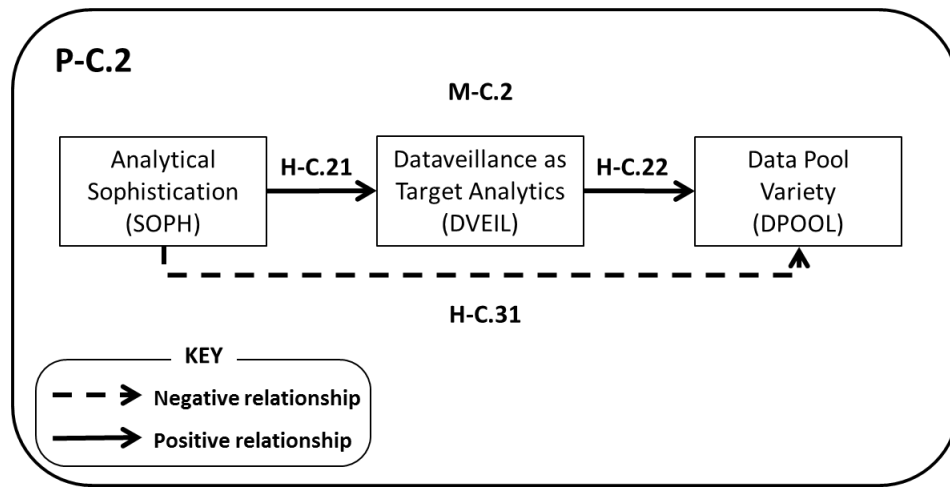 P-C.2
M-C.2
Analytical
Sophistication
(SOPH)
H-C.21
Dataveillance as
Target Analytics
(DVEIL)
H-C.22
Data Pool
Variety
(DPOOL)
H-C.31
KEY
Negative relationship
Positive relationship